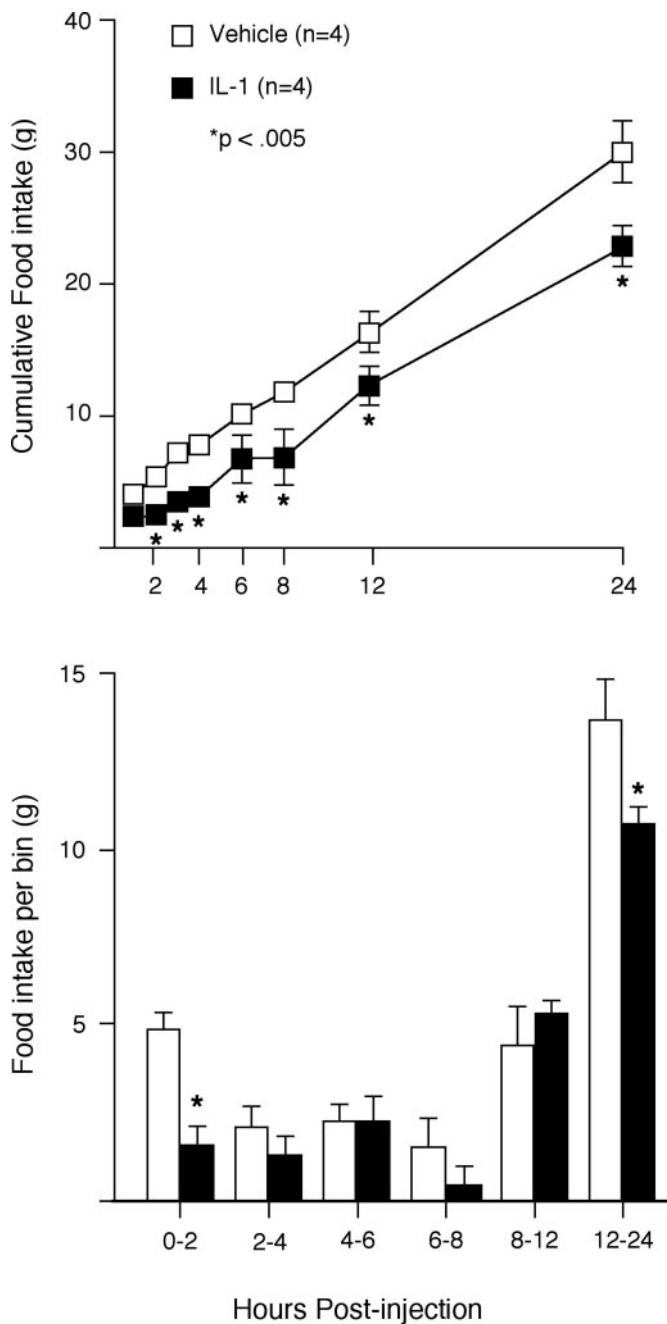 40
30
20
10
Cumulative Food intake (g)
Vehicle (n=4)
IL-1 (n=4)
*p < .005
* * * * * * *
2 4 6 8 12 24
15
10
5
Food intake per bin (g)
* *
0-2 2-4 4-6 6-8 8-12 12-24
Hours Post-injection